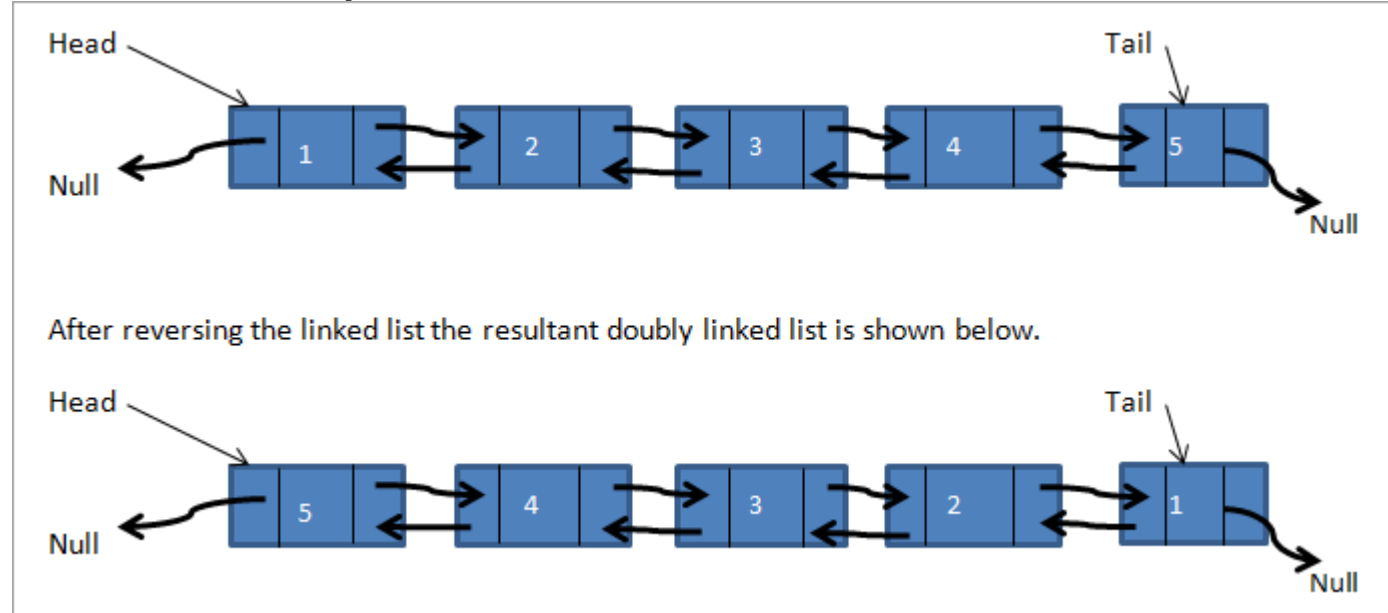 Head Tail
1 2 3 4 5
Null
Null
After reversing the linked list the resultant doubly linked list is shown below.
Head Tail
5 4 3 2 1
Null
Null